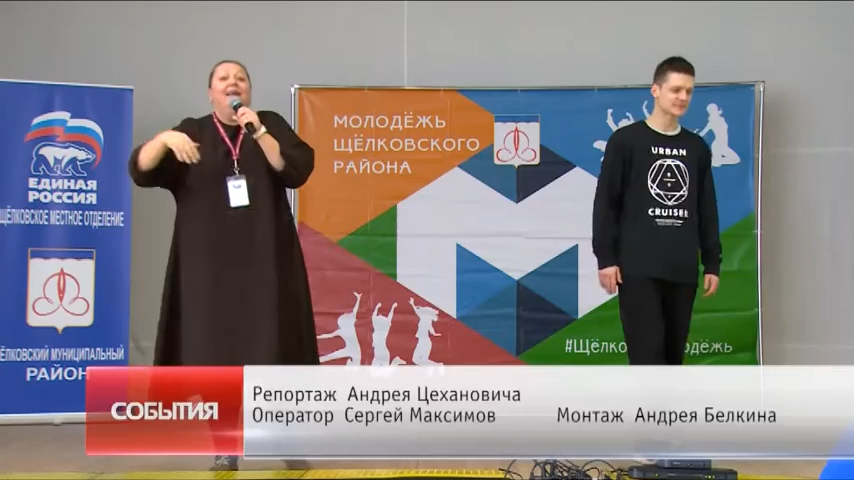 ЕДИНАЯ
РОССИЯ
ЩЁЛКОВСКОЕ МЕСТНОЕ ОТДЕЛЕНИЕ
ЩЁЛКОВСКИЙ МУНИЦИПАЛЬНЫЙ
РАЙОН
МОЛОДЁЖЬ
ЩЁЛКОВСКОГО
РАЙОНА
URBAN
CRUISER
СОБЫТИЯ
Репортаж Андрея Цехановича
Оператор Сергей Максимов Монтаж Андрея Белкина